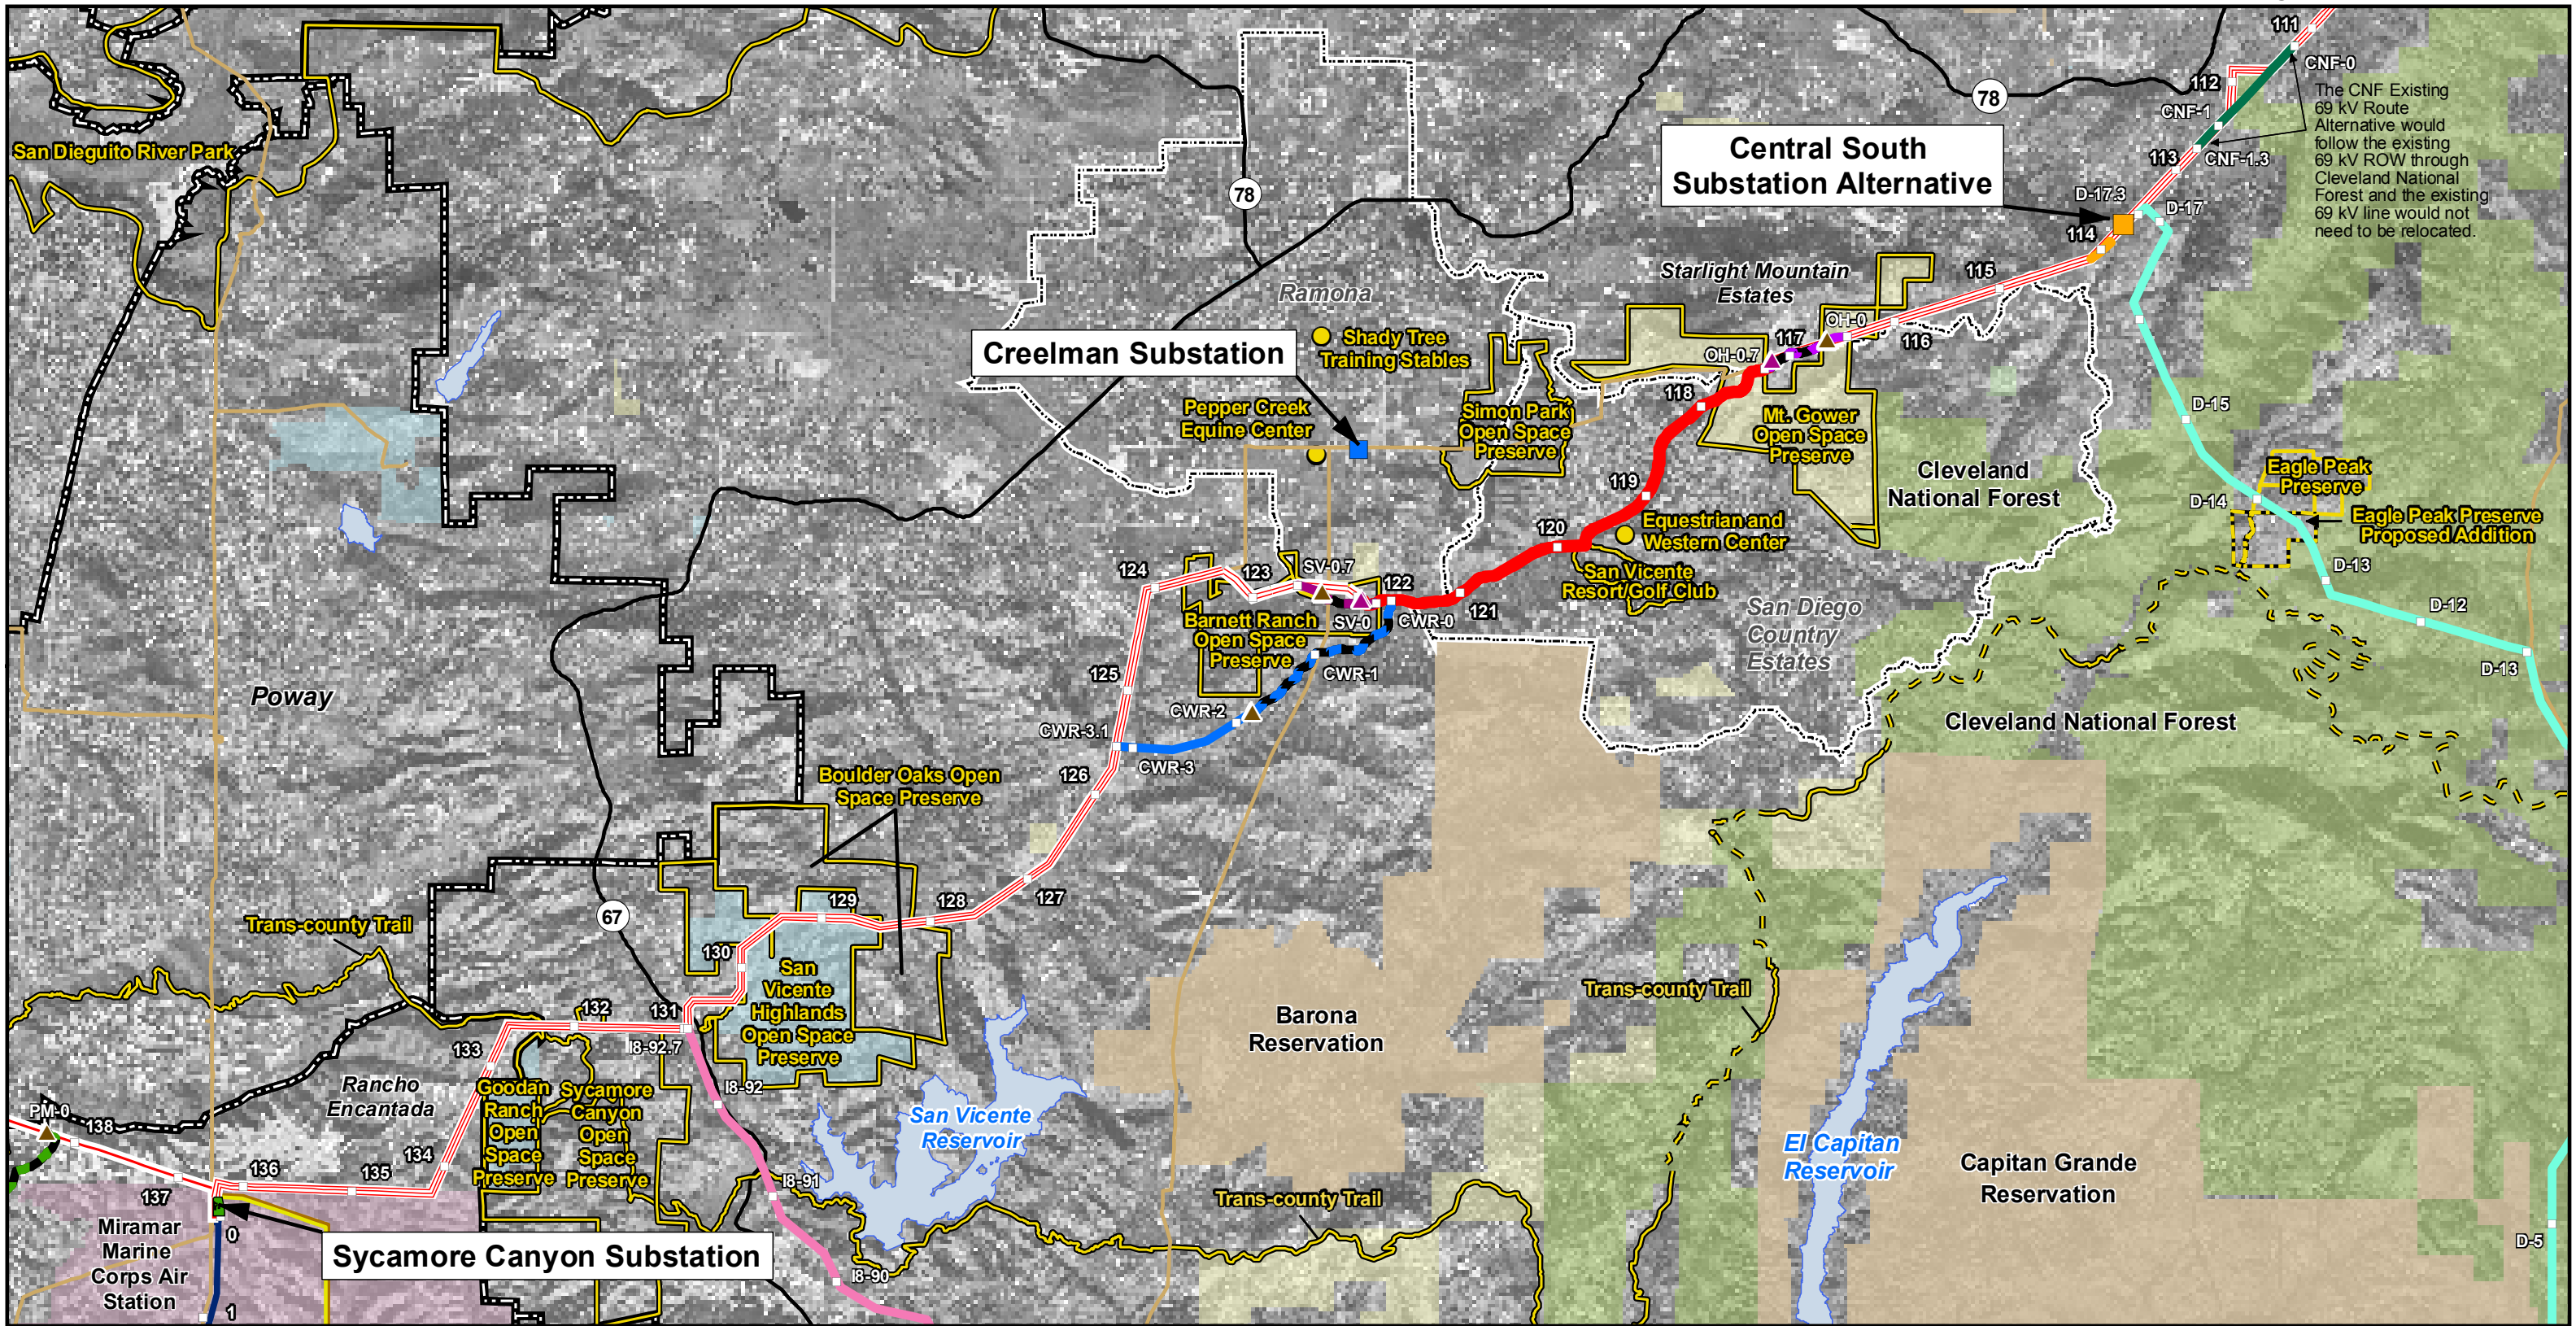 111
CNF-0
112
78
The CNF Existing
69 kV Route
Alternative would
follow the existing
69 kV ROW through
Cleveland National
Forest and the existing
69 kV line would not
need to be relocated.
CNF-1
113
CNF-1.3
Central South
Substation Alternative
San Dieguito River Park
78
D-17.3
D-17
114
Starlight Mountain
Estates
115
Ramona
OH-0
117
116
Creelman Substation
Shady Tree
Training Stables
OH-0.7
118
Pepper Creek
Equine Center
Simon Park
Open Space
Preserve
Mt. Gower
Open Space
Preserve
D-15
Cleveland
National Forest
Eagle Peak
Preserve
119
D-14
Eagle Peak Preserve
Proposed Addition
120
Equestrian and
Western Center
124
123
SV-0.7
122
San Vicente
Resort/Golf Club
D-13
121
San Diego
Country
Estates
D-12
Barnett Ranch
Open Space
Preserve
SV-0
CWR-0
125
CWR-1
D-13
Poway
CWR-2
CWR-3.1
Cleveland National Forest
126
CWR-3
Boulder Oaks Open
Space Preserve
127
129
128
67
Trans-county Trail
130
San
Vicente
Highlands
Open Space
Preserve
Trans-county Trail
132
131
Barona
Reservation
133
I8-92.7
Rancho
Encantada
Goodan
Ranch
Open
Space
Preserve
Sycamore
Canyon
Open
Space
Preserve
I8-92
San Vicente
Reservoir
PM-0
138
El Capitan
Reservoir
134
136
135
Capitan Grande
Reservation
137
I8-91
Trans-county Trail
Miramar
Marine
Corps Air
Station
0
Sycamore Canyon Substation
D-5
I8-90
1